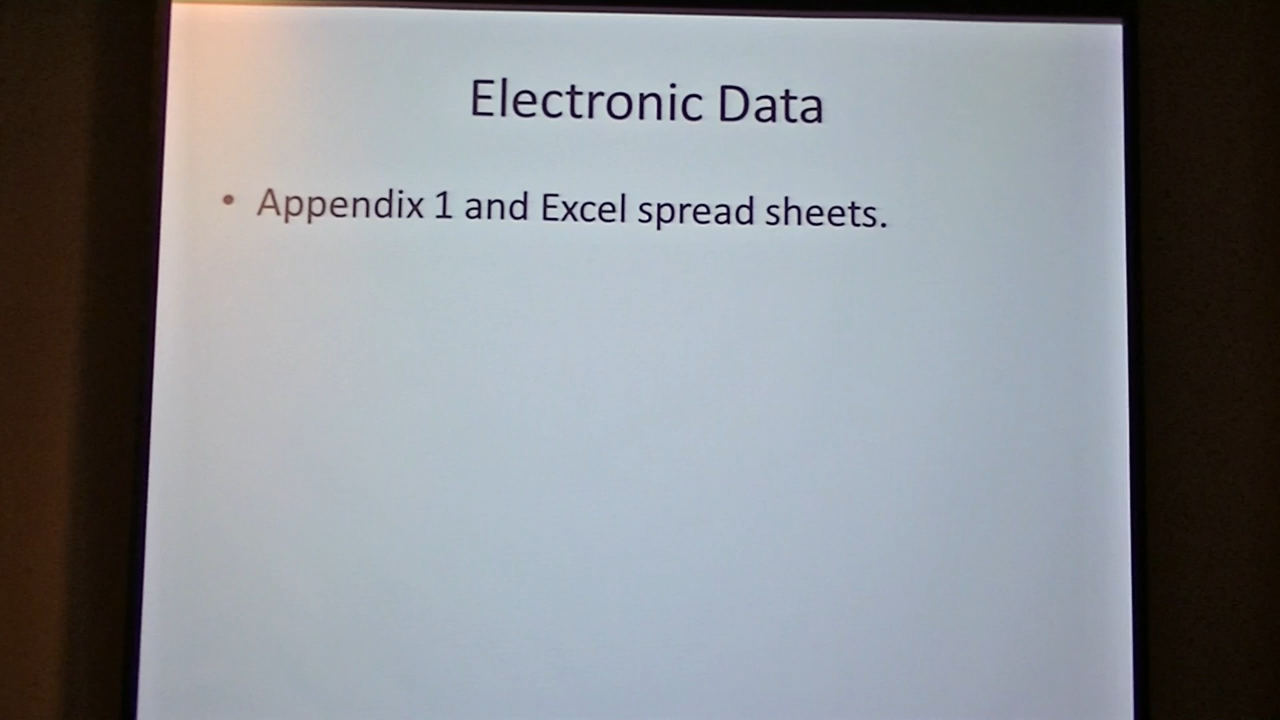 Electronic Data
• Appendix 1 and Excel spread sheets.